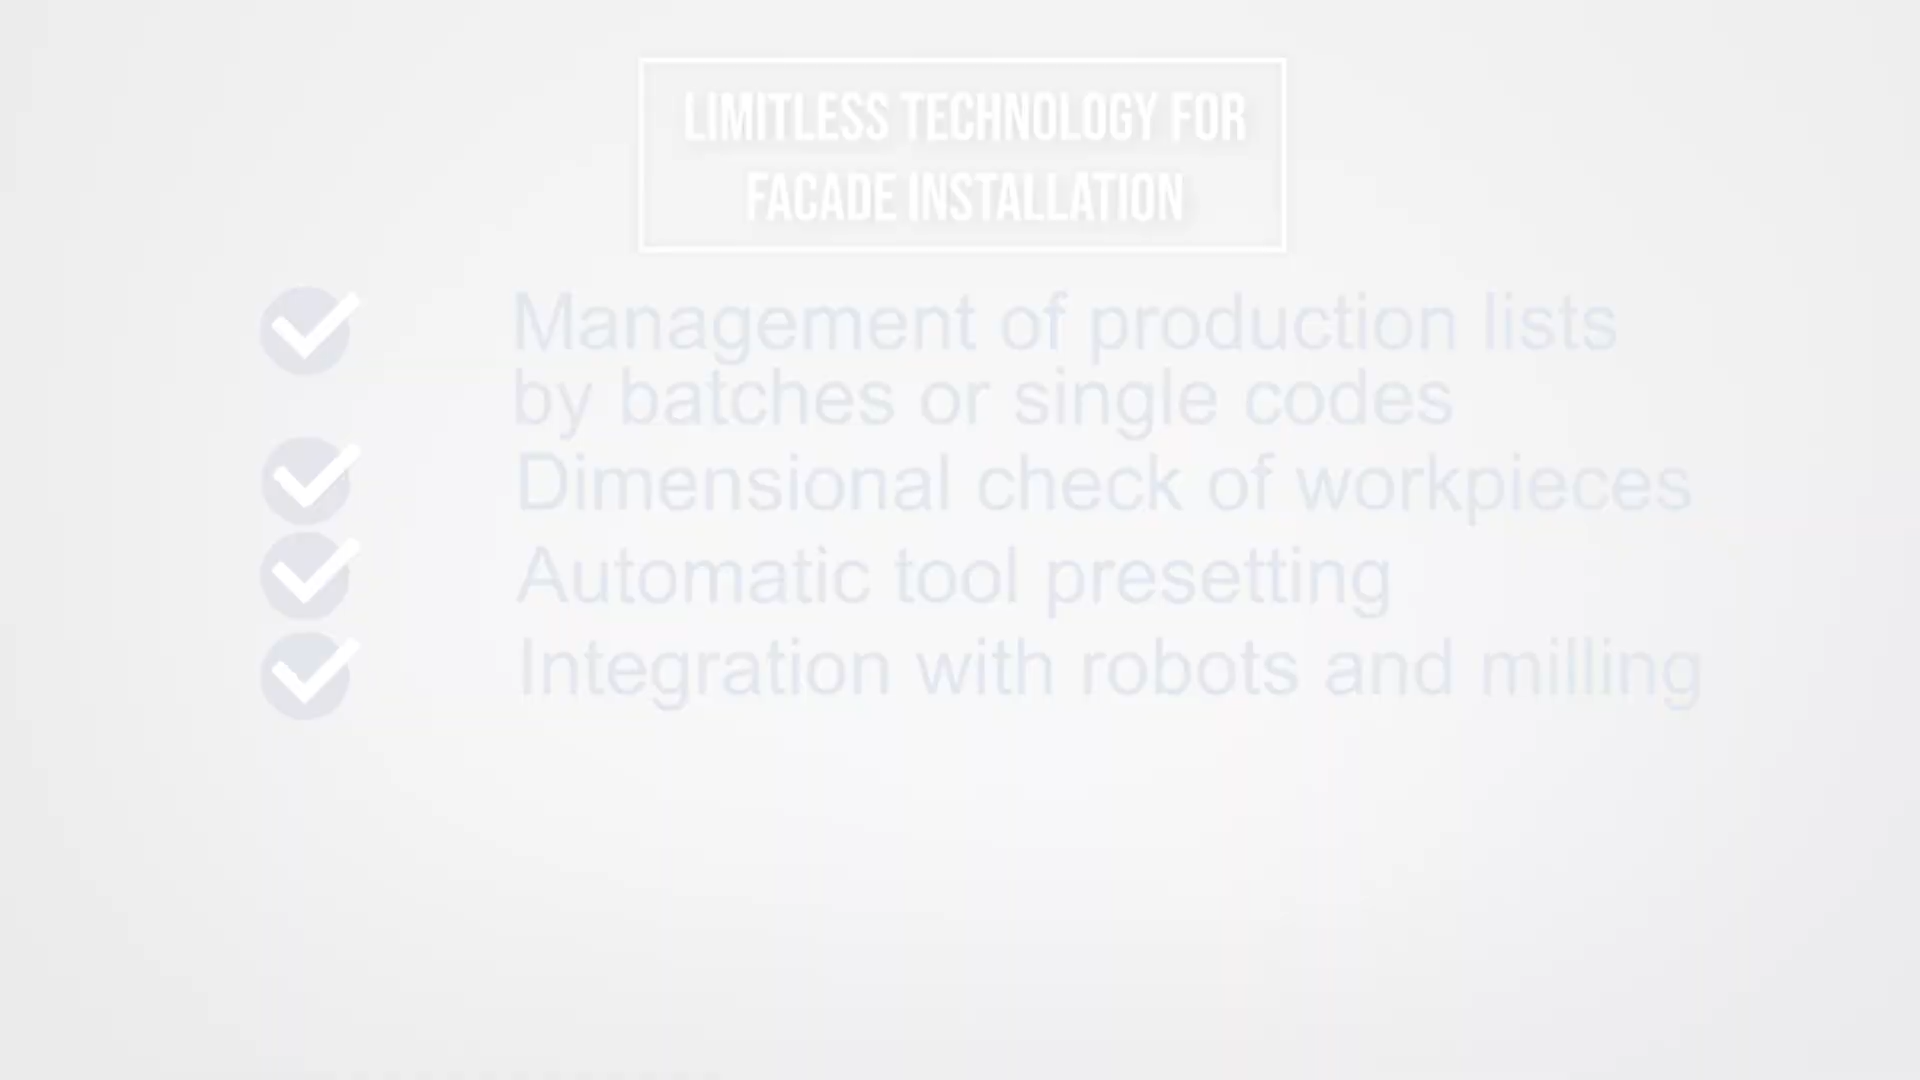 LIMITLESS TECHNOLOGY FOR
FACADE INSTALLATION
Management of production lists
by batches or single codes
Dimensional check of workpieces
Automatic tool presetting
Integration with robots and milling